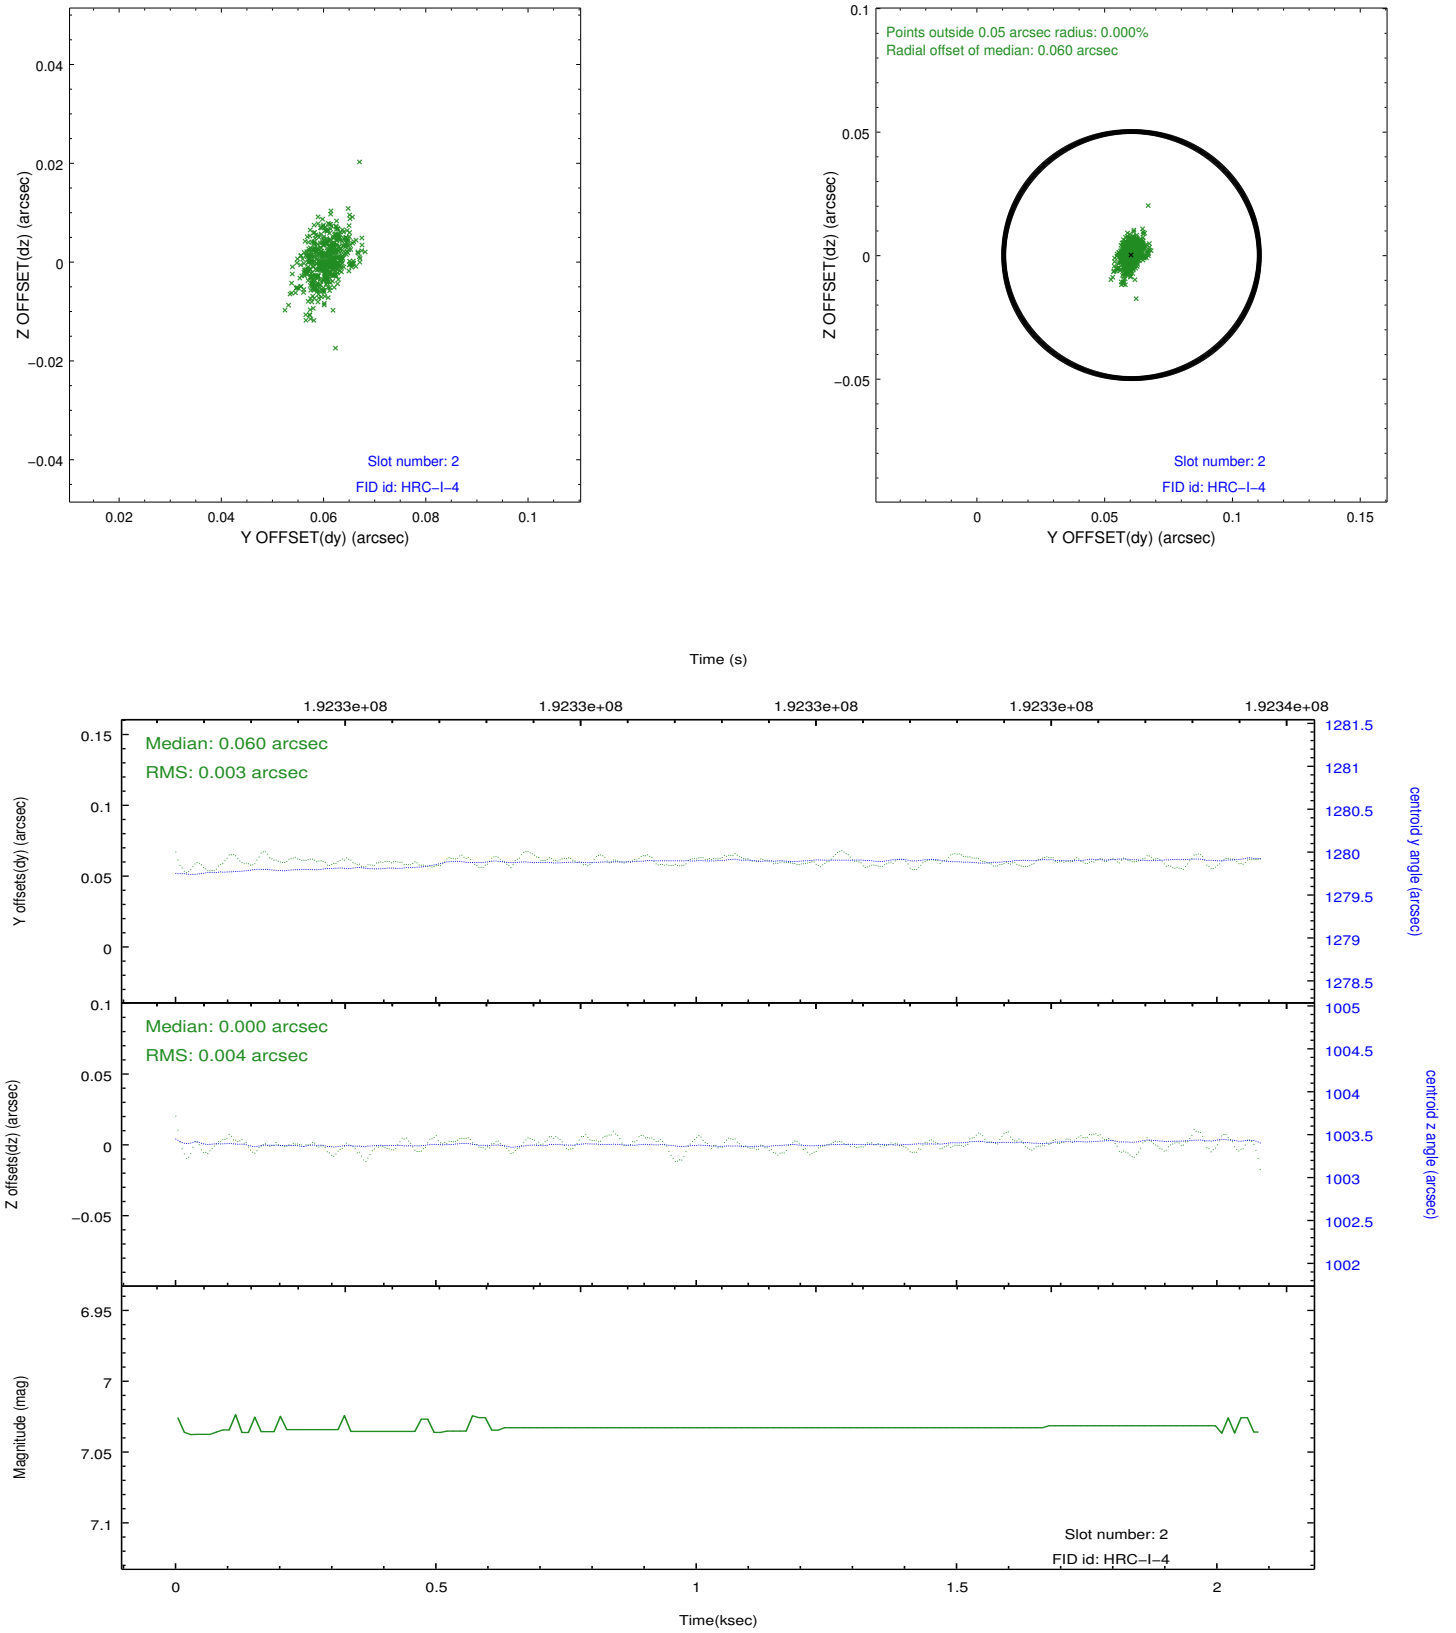 0.04
0.02
0
−0.02
−0.04
Z OFFSET(dz) (arcsec)
Slot number: 2
FID id: HRC−I−4
0.02 0.04 0.06 0.08 0.1
Y OFFSET(dy) (arcsec)
0.1
0.05
0
−0.05
Z OFFSET(dz) (arcsec)
Points outside 0.05 arcsec radius: 0.000%
Radial offset of median: 0.060 arcsec
Slot number: 2
FID id: HRC−I−4
0 0.05 0.1 0.15
Y OFFSET(dy) (arcsec)
Time (s)
1.9233e+08 1.9233e+08 1.9233e+08 1.9233e+08 1.9234e+08
0.15
0.1
0.05
0
Y offsets(dy) (arcsec)
Median: 0.060 arcsec
RMS: 0.003 arcsec
1281.5
1281
1280.5
1280
1279.5
1279
1278.5
centroid y angle (arcsec)
0.1
0.05
0
−0.05
Z offsets(dz) (arcsec)
Median: 0.000 arcsec
RMS: 0.004 arcsec
1005
1004.5
1004
1003.5
1003
1002.5
1002
centroid z angle (arcsec)
6.95
7
7.05
7.1
Magnitude (mag)
Slot number: 2
FID id: HRC−I−4
0 0.5 1 1.5 2
Time(ksec)